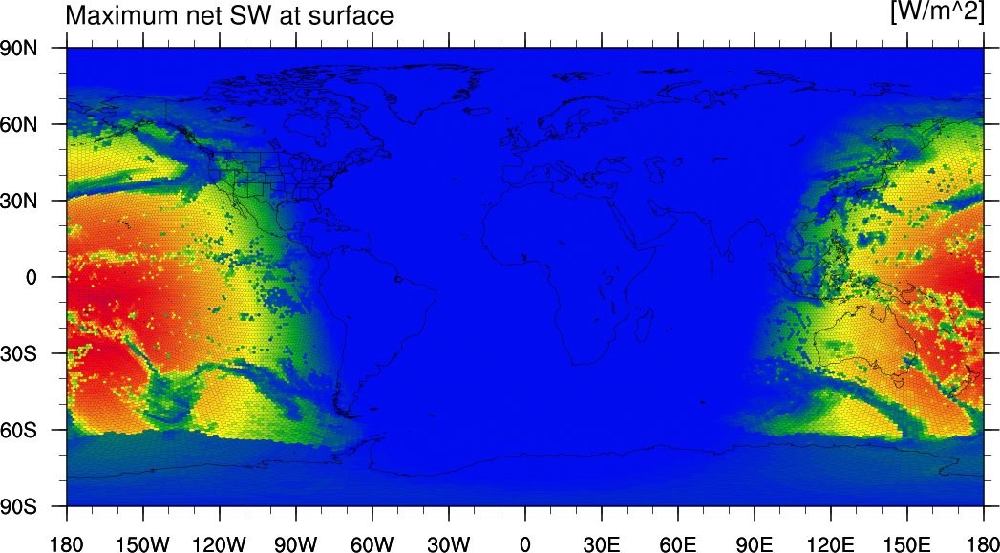 Maximum net SW at surface [W/m^2]
90N
60N
30N
0
30S
60S
90S
180 150W 120W 90W 60W 30W 0 30E 60E 90E 120E 150E 180